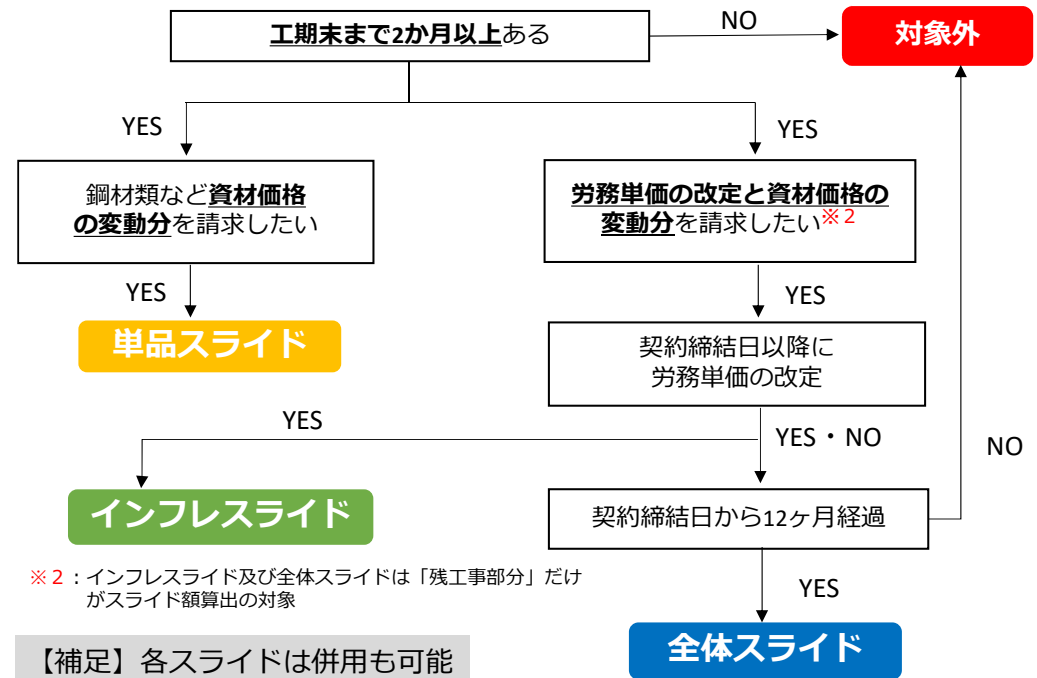 工期末まで2か月以上ある
NO
対象外
YES
YES
鋼材類など資材価格
の変動分を請求したい
労務単価の改定と資材価格の
変動分を請求したい※2
YES
YES
単品スライド
契約締結日以降に
労務単価の改定
YES
YES・NO
NO
インフレスライド
契約締結日から12ヶ月経過
※2：インフレスライド及び全体スライドは「残工事部分」だけ
がスライド額算出の対象
YES
全体スライド
【補足】各スライドは併用も可能